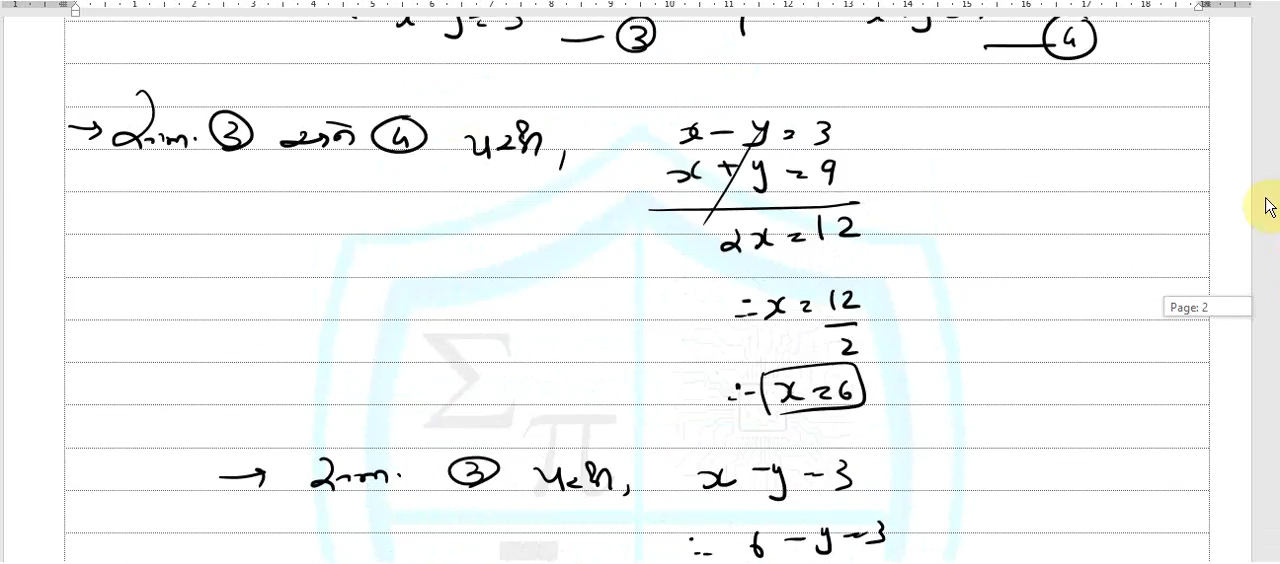 x - y = 3 — ③
④
→ સમી. ③ અને ④ પરથી, x - y = 3
x + y = 9
2x = 12
∴ x = 12/2
∴ x = 6
→ સમી. ③ પરથી, x - y = 3
∴ 6 - y = 3
Page: 2